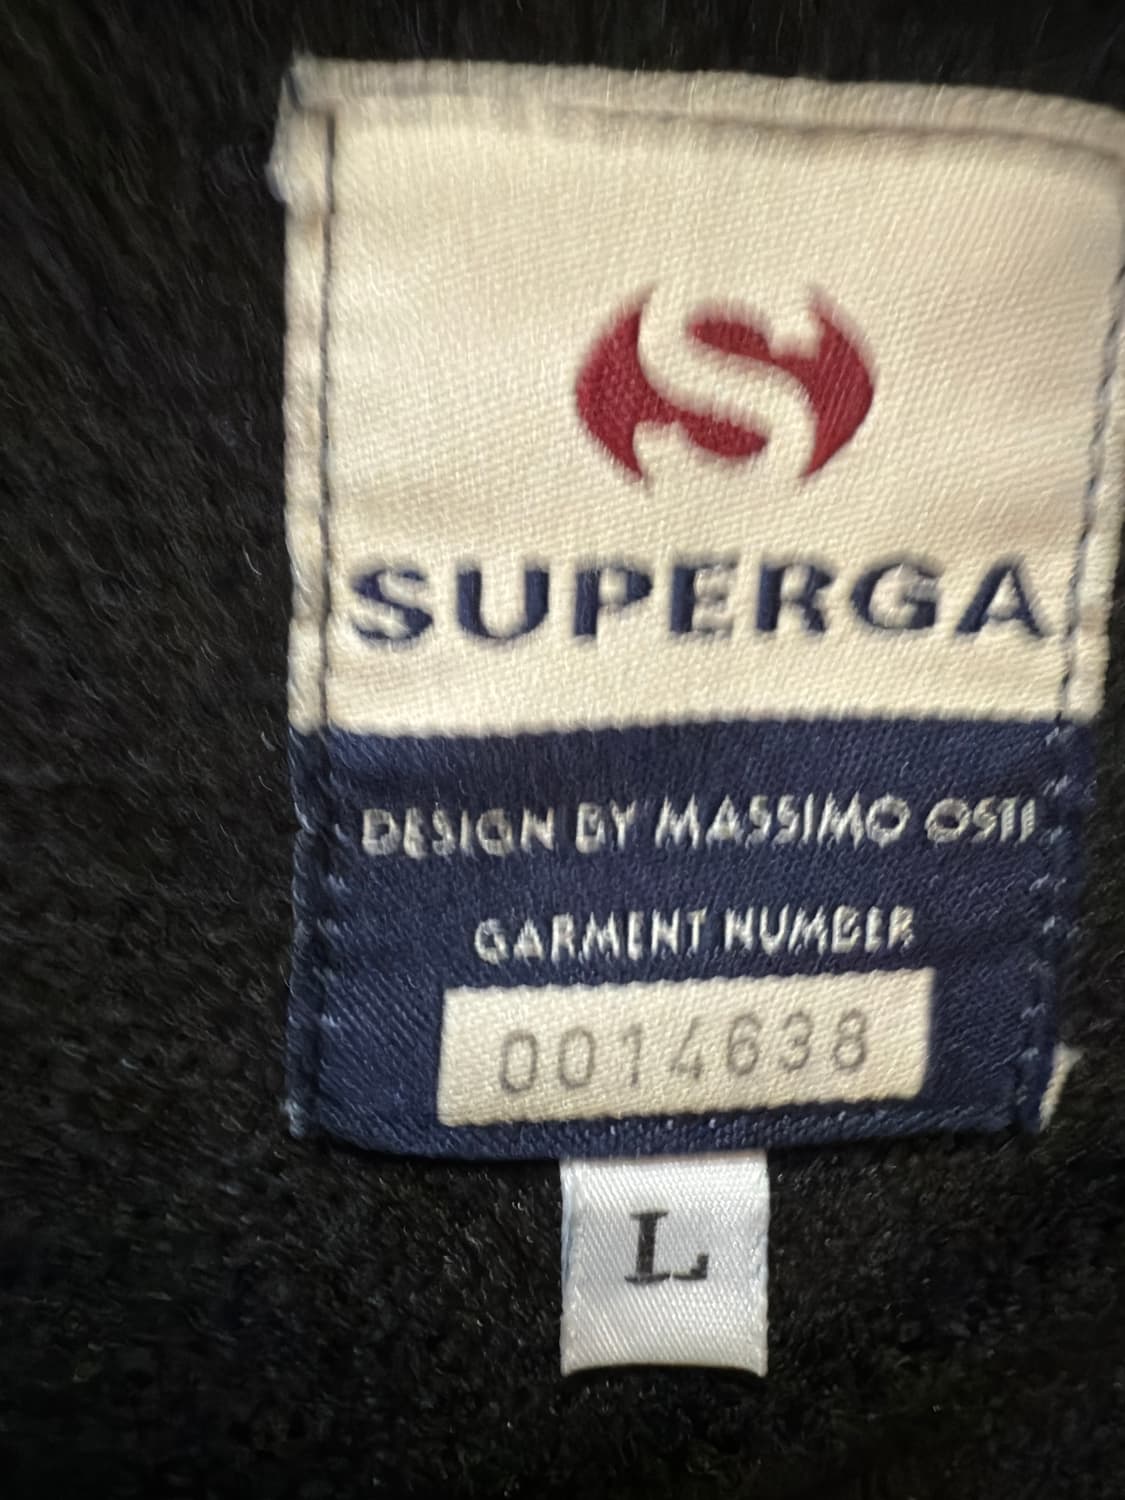 S
SUPERGA
DESIGN BY MASSIMO OSTI
GARMENT NUMBER
0014638
L